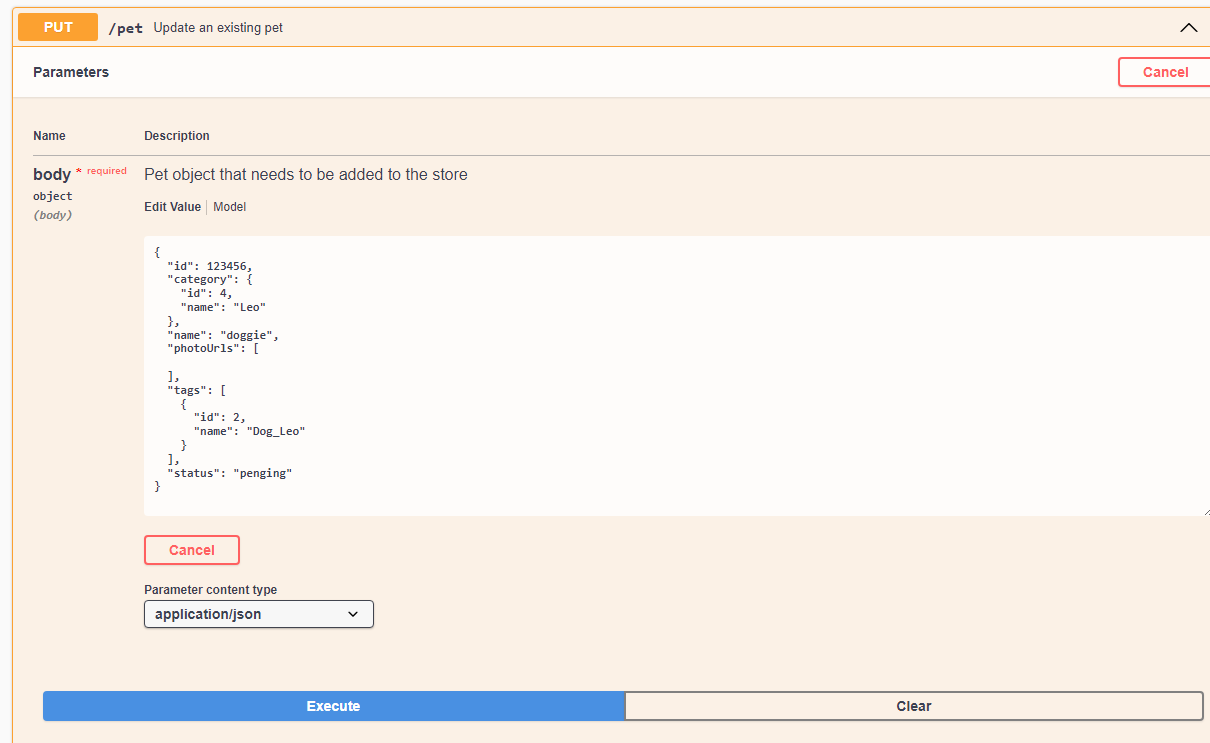 PUT /pet Update an existing pet
Parameters Cancel
Name Description
body * required Pet object that needs to be added to the store
object
(body)
Edit Value | Model
{
  "id": 123456,
  "category": {
    "id": 4,
    "name": "Leo"
  },
  "name": "doggie",
  "photoUrls": [
  ],
  "tags": [
    {
      "id": 2,
      "name": "Dog_Leo"
    }
  ],
  "status": "penging"
}
Cancel
Parameter content type
application/json
Execute Clear